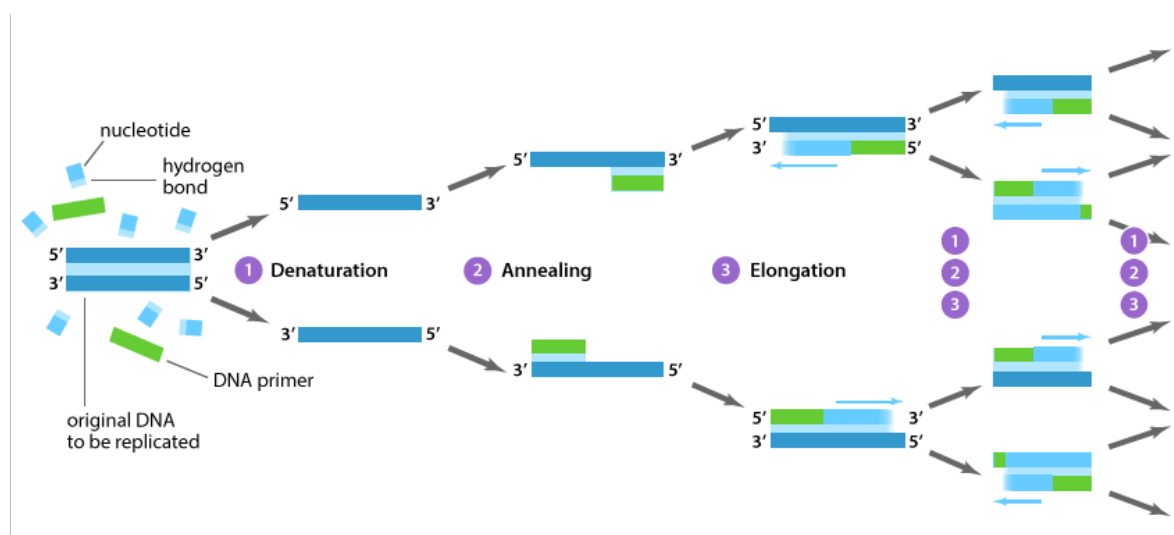 nucleotide
hydrogen
bond
5’ 3’
3’ 5’
DNA primer
original DNA
to be replicated
5’ 3’
1 Denaturation
3’ 5’
5’ 3’
2 Annealing
3’ 5’
5’ 3’
3’ 5’
3 Elongation
5’ 3’
3’ 5’
1
2
3
1
2
3